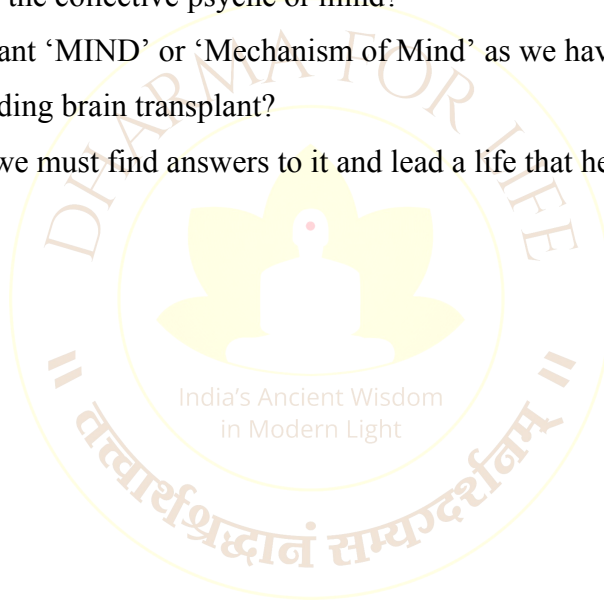 the collective psyche or mind?
ant ‘MIND’ or ‘Mechanism of Mind’ as we hav
ding brain transplant?
we must find answers to it and lead a life that he
DHARMA FOR LIFE
India’s Ancient Wisdom
in Modern Light
॥ तत्त्वार्थश्रद्धानं सम्यग्दर्शनम् ॥